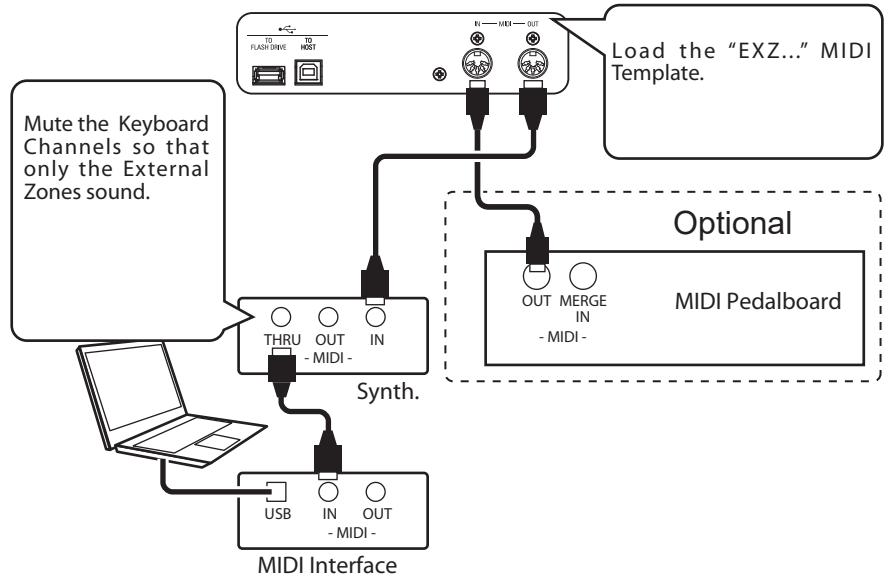 IN — MIDI — OUT
TO
FLASH DRIVE
TO
HOST
Load the “EXZ...” MIDI
Template.
Mute the Keyboard
Channels so that
only the External
Zones sound.
Optional
OUT MERGE
IN
- MIDI -
MIDI Pedalboard
THRU OUT IN
- MIDI -
Synth.
USB IN OUT
- MIDI -
MIDI Interface